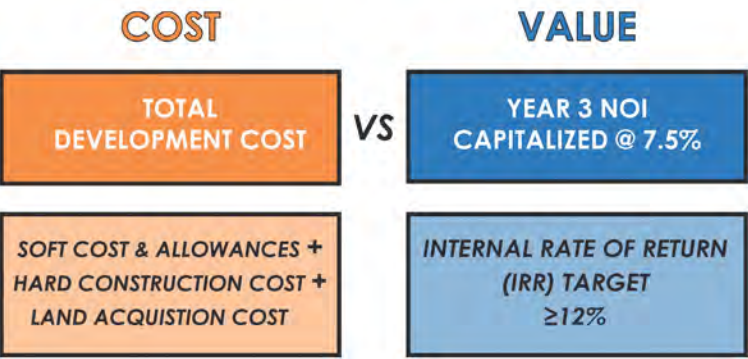 COST
VALUE
TOTAL
DEVELOPMENT COST
VS
YEAR 3 NOI
CAPITALIZED @ 7.5%
SOFT COST & ALLOWANCES +
HARD CONSTRUCTION COST +
LAND ACQUISTION COST
INTERNAL RATE OF RETURN
(IRR) TARGET
≥12%